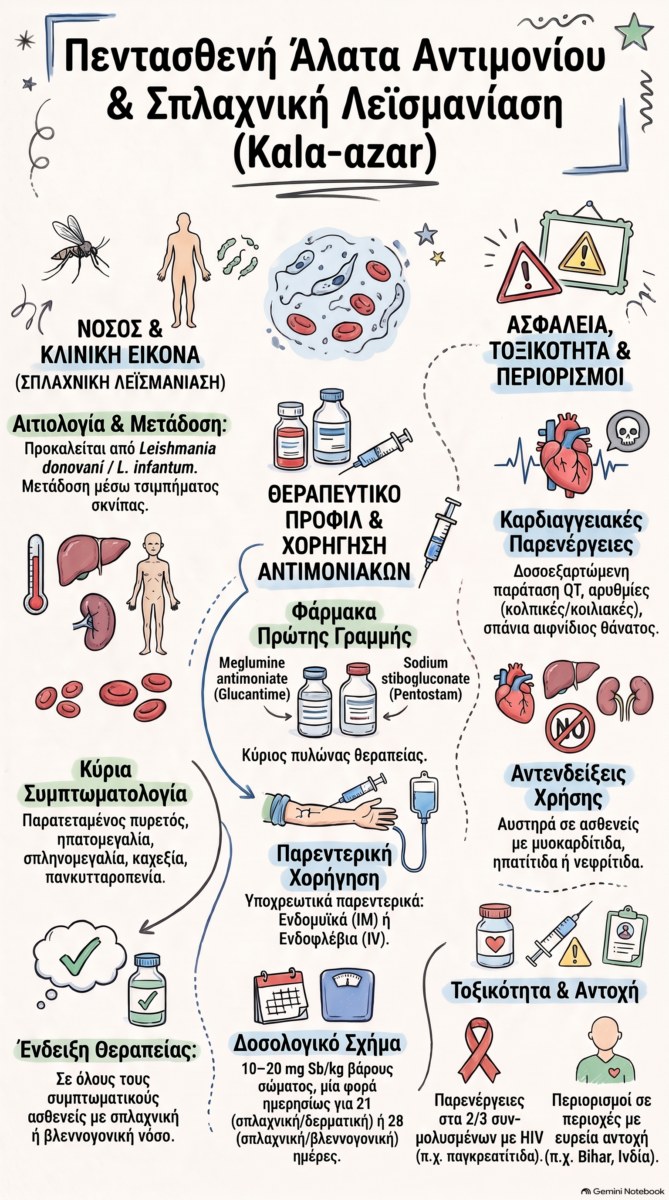 Πεντασθενή Άλατα Αντιμονίου
& Σπλαχνική Λεϊσμανίαση
(Kala-azar)
ΝΟΣΟΣ &
ΚΛΙΝΙΚΗ ΕΙΚΟΝΑ
(ΣΠΛΑΧΝΙΚΗ ΛΕΪΣΜΑΝΙΑΣΗ)
Αιτιολογία & Μετάδοση:
Προκαλείται από Leishmania
donovani / L. infantum.
Μετάδοση μέσω τσιμπήματος
σκνίπας.
Κύρια
Συμπτωματολογία
Παρατεταμένος πυρετός,
ηπατομεγαλία,
σπληνομεγαλία, καχεξία,
πανκυτταροπενία.
Ένδειξη Θεραπείας:
Σε όλους τους
συμπτωματικούς
ασθενείς με σπλαχνική
ή βλεννογονική νόσο.
ΘΕΡΑΠΕΥΤΙΚΟ
ΠΡΟΦΙΛ &
ΧΟΡΗΓΗΣΗ
ΑΝΤΙΜΟΝΙΑΚΩΝ
Φάρμακα
Πρώτης Γραμμής
Meglumine
antimoniate
(Glucantime)
Sodium
stibogluconate
(Pentostam)
Κύριος πυλώνας θεραπείας.
Παρεντερική
Χορήγηση
Υποχρεωτικά παρεντερικά:
Ενδομυϊκά (IM) ή
Ενδοφλέβια (IV).
Δοσολογικό Σχήμα
10–20 mg Sb/kg βάρους
σώματος, μία φορά
ημερησίως για 21
(σπλαχνική/δερματική) ή 28
(σπλαχνική/βλεννογονική)
ημέρες.
ΑΣΦΑΛΕΙΑ,
ΤΟΞΙΚΟΤΗΤΑ &
ΠΕΡΙΟΡΙΣΜΟΙ
Καρδιαγγειακές
Παρενέργειες
Δοσοεξαρτώμενη
παράταση QT, αρυθμίες
(κολπικές/κοιλιακές),
σπάνια αιφνίδιος θάνατος.
NO
Αντενδείξεις
Χρήσης
Αυστηρά σε ασθενείς
με μυοκαρδίτιδα,
ηπατίτιδα ή νεφρίτιδα.
Τοξικότητα & Αντοχή
Παρενέργειες
στα 2/3 συν-
μολυσμένων με HIV
(π.χ. παγκρεατίτιδα).
Περιορισμοί σε
περιοχές με
ευρεία αντοχή
(π.χ. Bihar, Ινδία).
Gemini Notebook